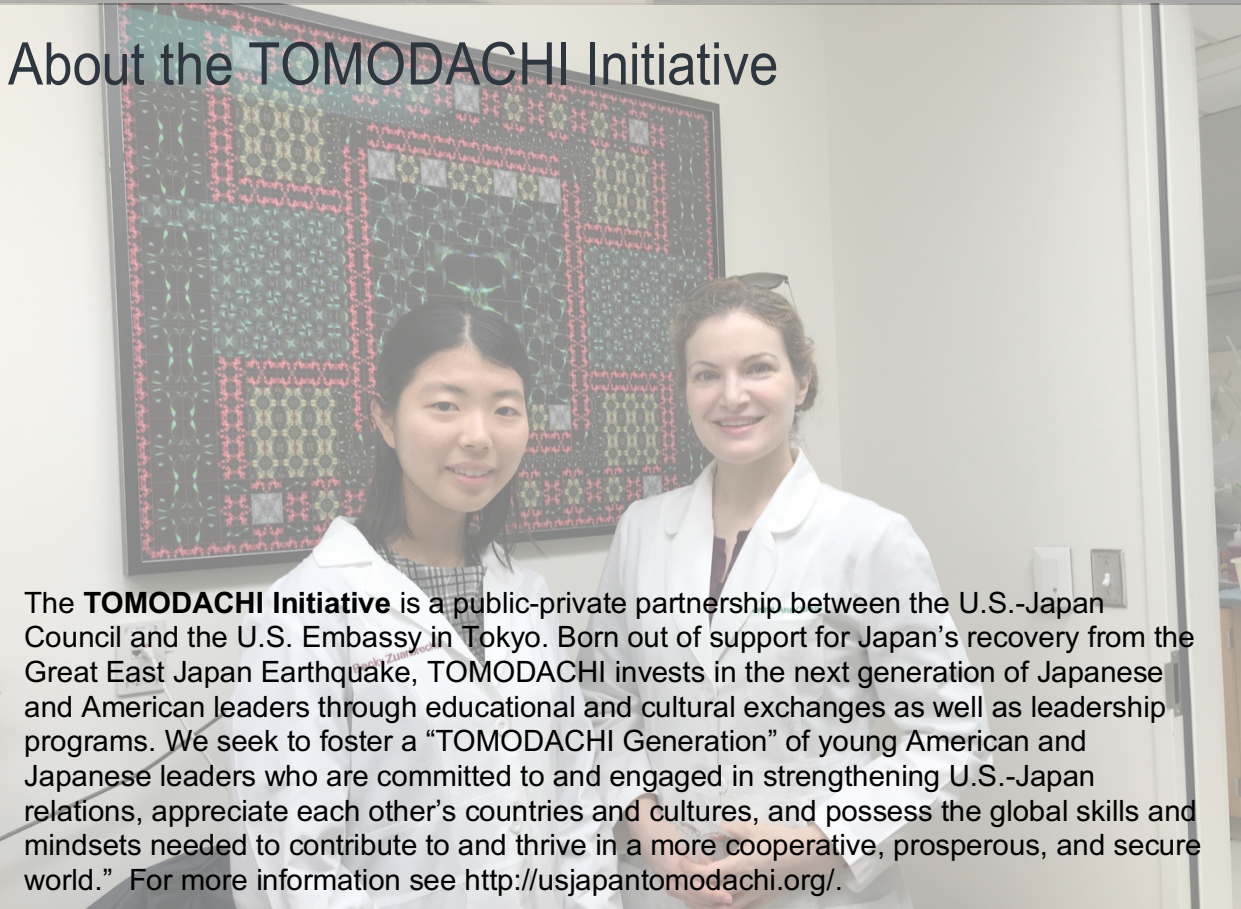 About the TOMODACHI Initiative
The TOMODACHI Initiative is a public-private partnership between the U.S.-Japan
Council and the U.S. Embassy in Tokyo. Born out of support for Japan’s recovery from the
Great East Japan Earthquake, TOMODACHI invests in the next generation of Japanese
and American leaders through educational and cultural exchanges as well as leadership
programs. We seek to foster a “TOMODACHI Generation” of young American and
Japanese leaders who are committed to and engaged in strengthening U.S.-Japan
relations, appreciate each other’s countries and cultures, and possess the global skills and
mindsets needed to contribute to and thrive in a more cooperative, prosperous, and secure
world.”  For more information see http://usjapantomodachi.org/.